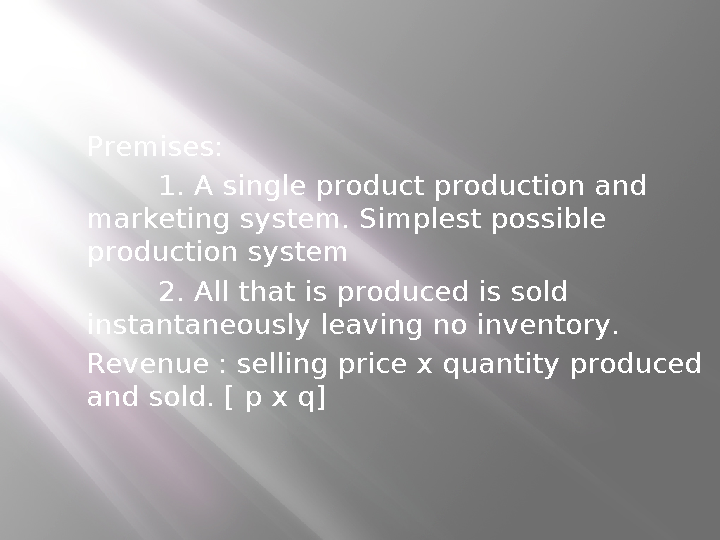 Premises:
1. A single product production and
marketing system. Simplest possible
production system
2. All that is produced is sold
instantaneously leaving no inventory.
Revenue : selling price x quantity produced
and sold. [ p x q]